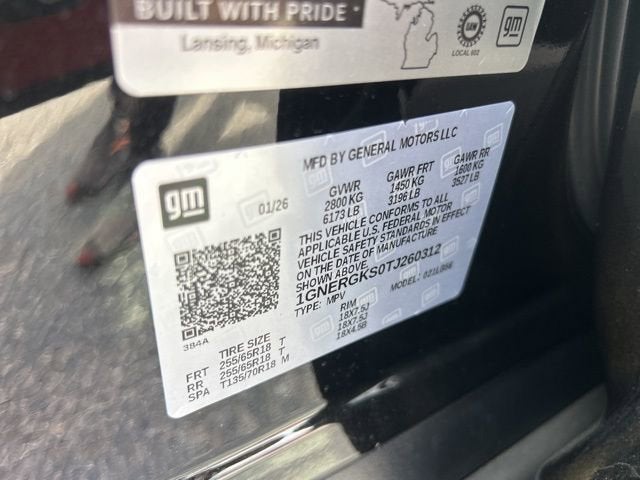 BUILT WITH PRIDE
Lansing, Michigan
UAW
LOCAL 602
gm
MFD BY GENERAL MOTORS LLC
gm
01/26
GVWR GAWR FRT GAWR RR
2800 KG 1450 KG 1600 KG
6173 LB 3196 LB 3527 LB
THIS VEHICLE CONFORMS TO ALL
APPLICABLE U.S. FEDERAL MOTOR
VEHICLE SAFETY STANDARDS IN EFFECT
ON THE DATE OF MANUFACTURE
SHOWN ABOVE.
1GNERGKS0TJ260312
TYPE: MPV MODEL: 021LB56
384A
TIRE SIZE RIM
FRT 255/65R18 T 18X7.5J
RR 255/65R18 T 18X7.5J
SPA T135/70R18 M 18X4.5B